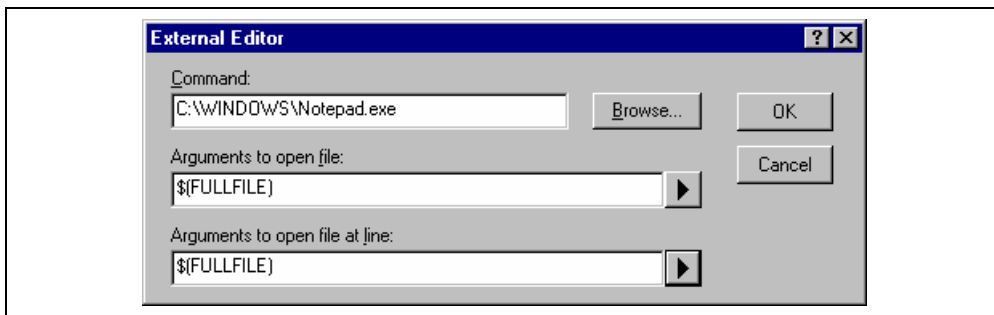 External Editor
Command:
C:\WINDOWS\Notepad.exe
Browse...
OK
Arguments to open file:
Cancel
$(FULLFILE)
Arguments to open file at line:
$(FULLFILE)